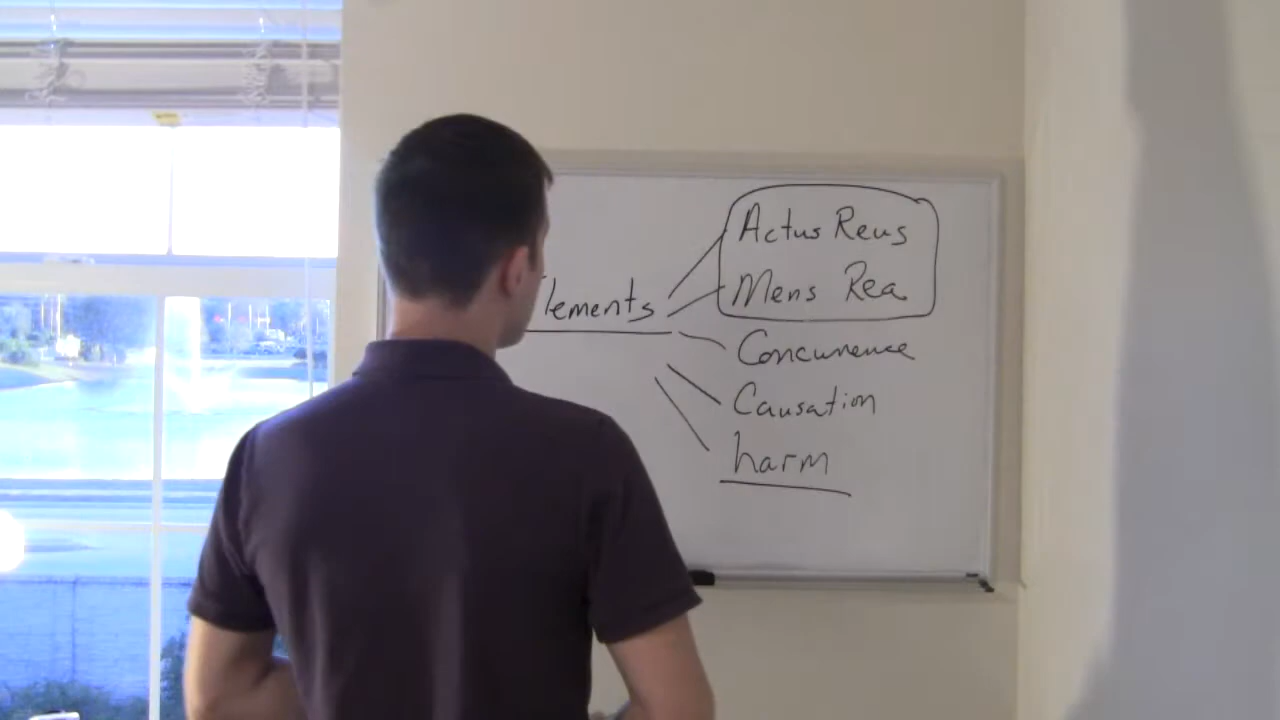 lements
Actus Reus
Mens Rea
Concurrence
Causation
harm